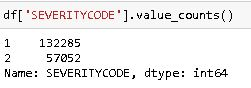 df['SEVERITYCODE'].value_counts()
1    132285
2     57052
Name: SEVERITYCODE, dtype: int64